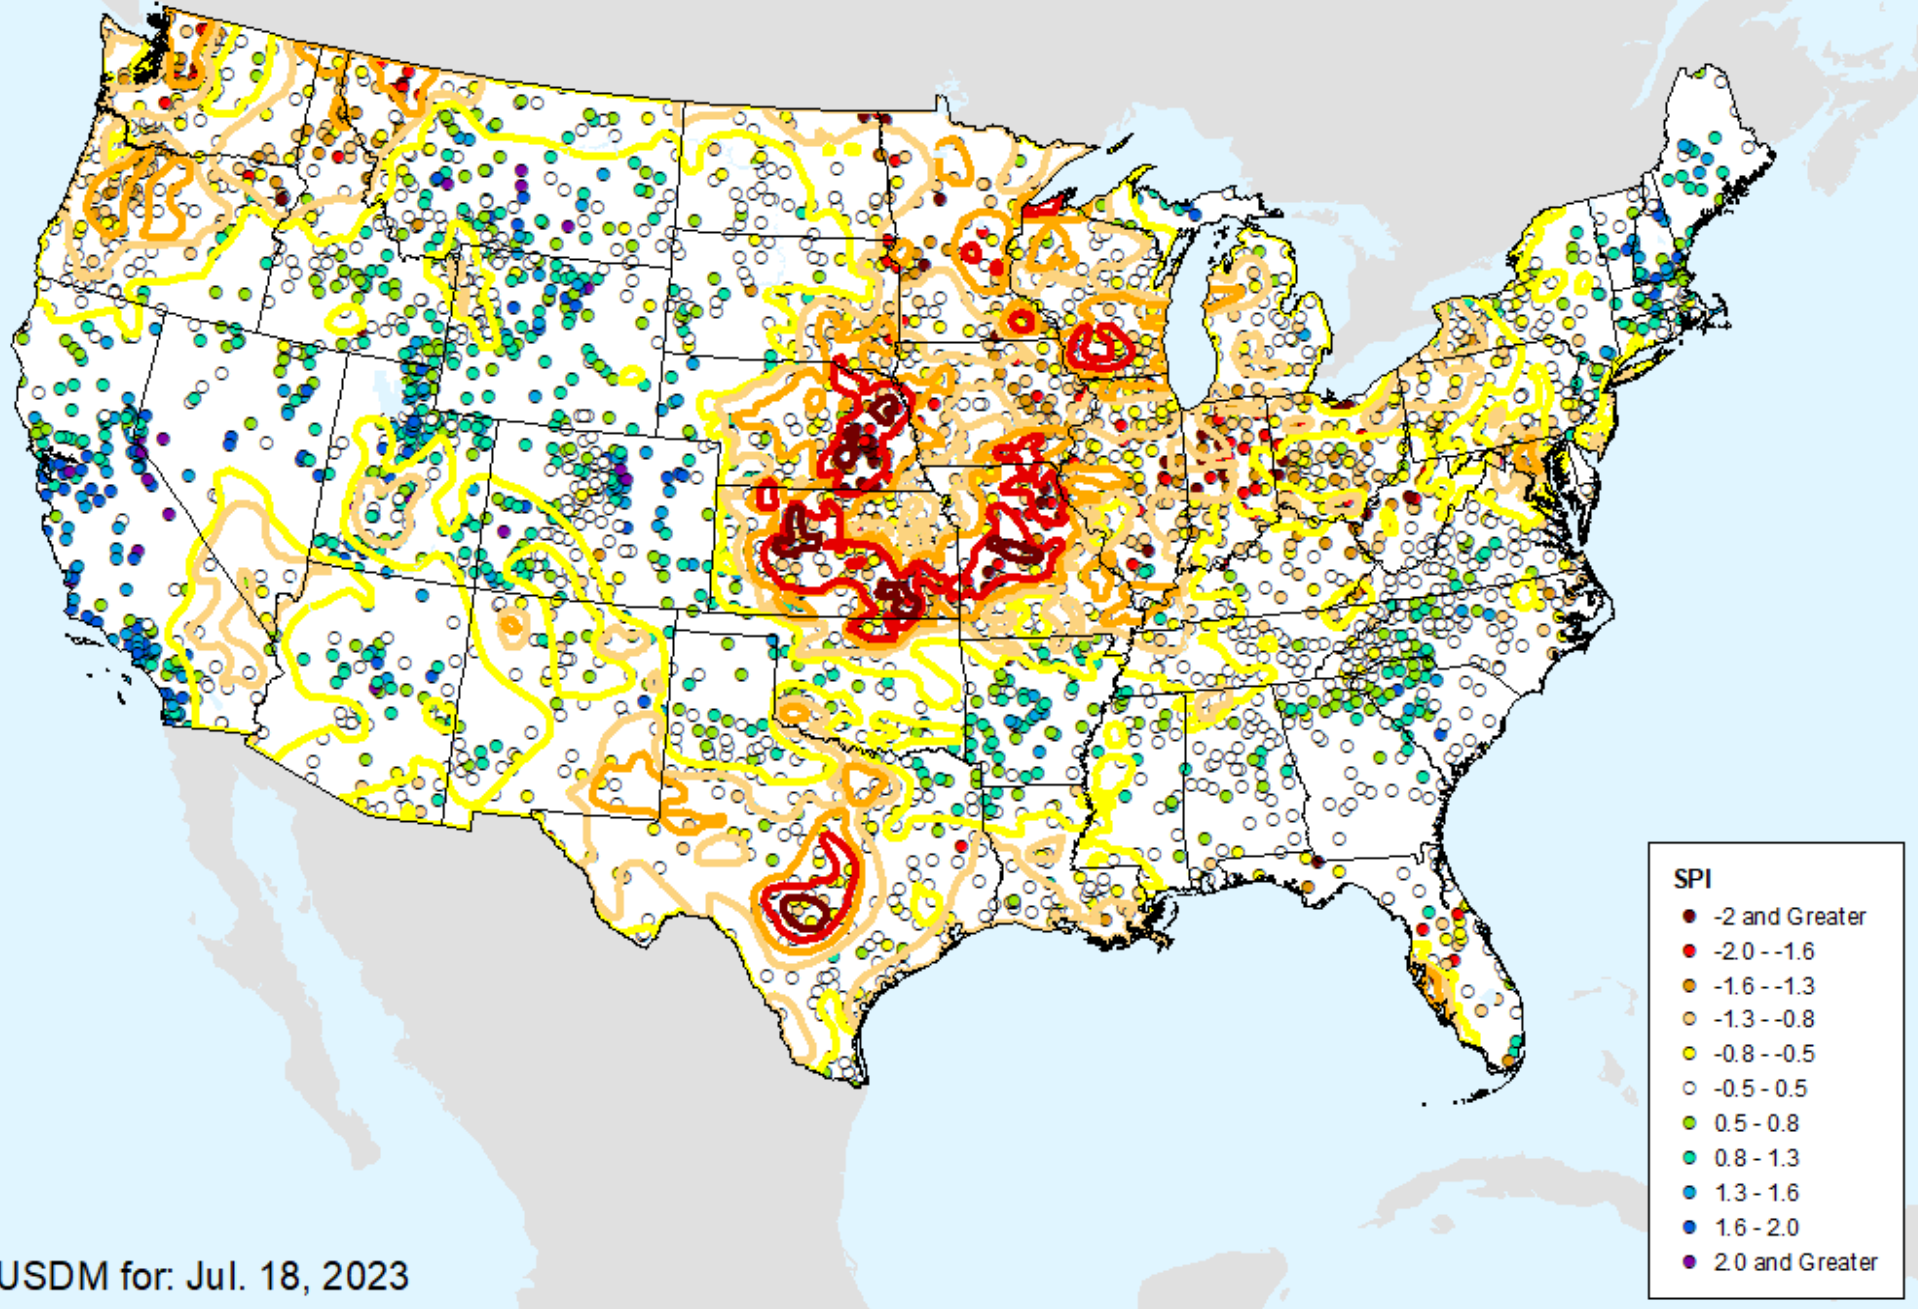 SPI
-2 and Greater
-2.0 - -1.6
-1.6 - -1.3
-1.3 - -0.8
-0.8 - -0.5
-0.5 - 0.5
0.5 - 0.8
0.8 - 1.3
1.3 - 1.6
1.6 - 2.0
2.0 and Greater
USDM for: Jul. 18, 2023